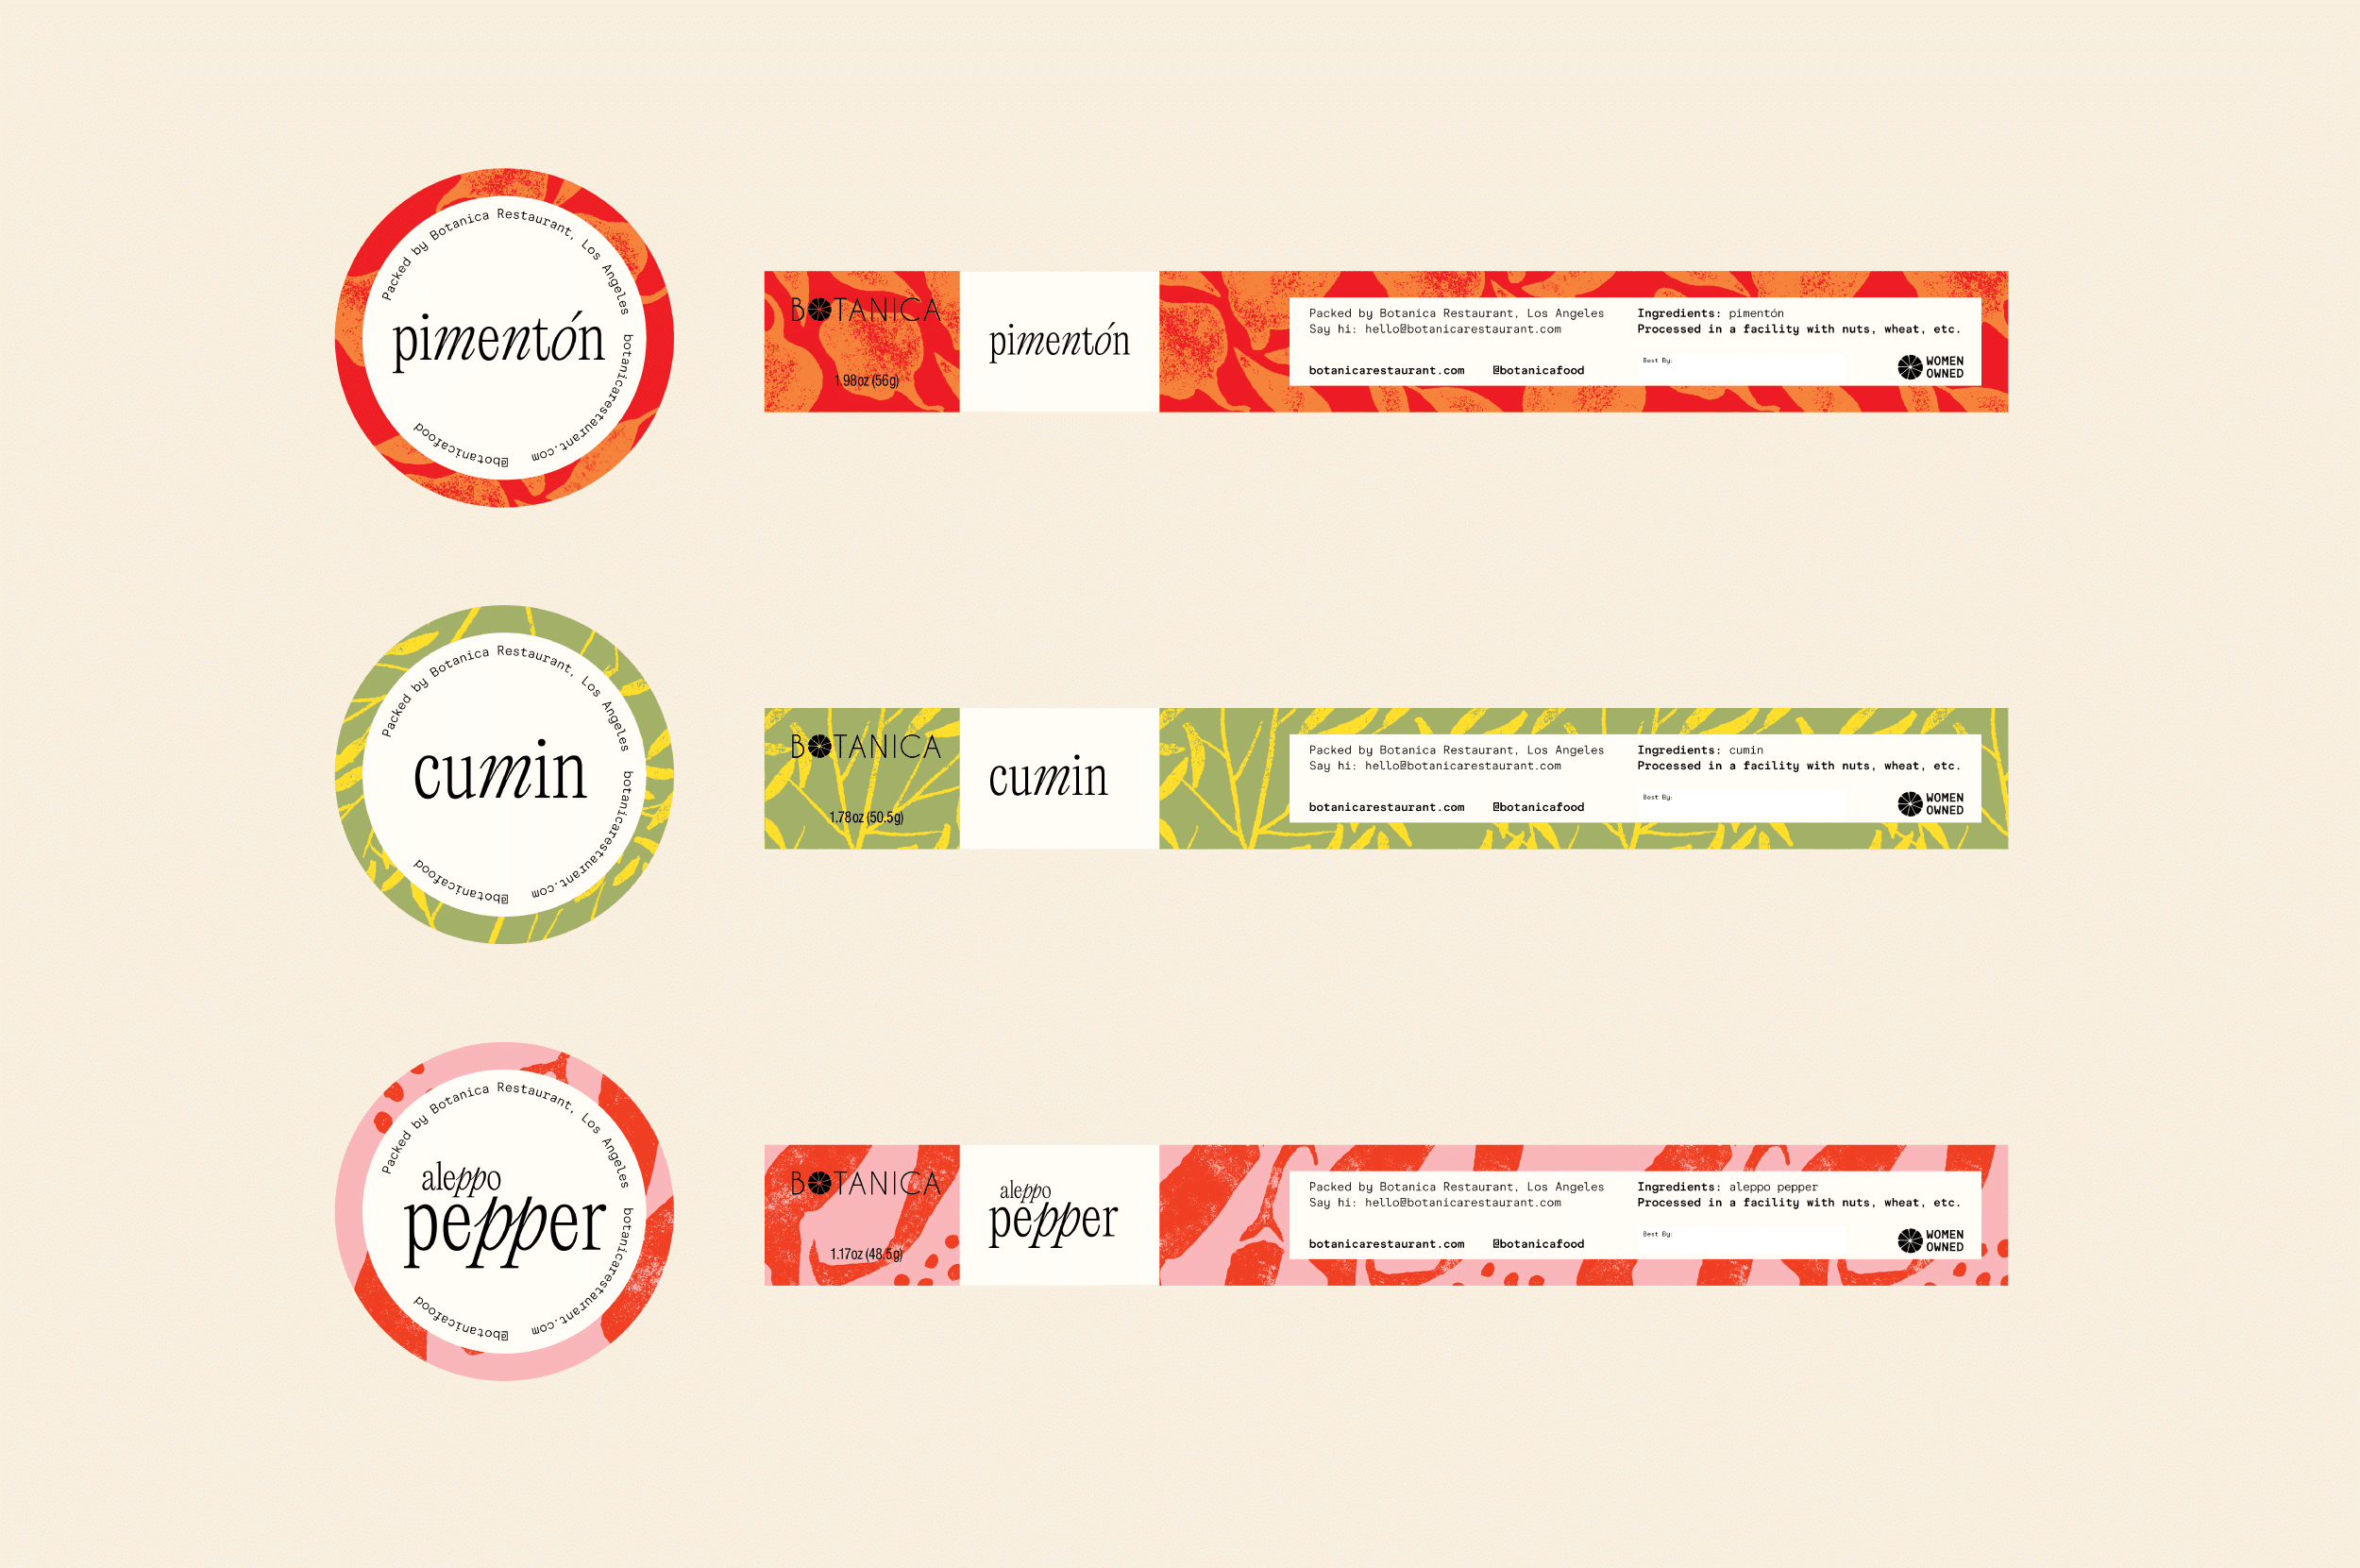 Packed by Botanica Restaurant, Los Angeles
botanicarestaurant.com
@botanicafood
pimentón
BOTANICA
1.98oz (56g)
pimentón
Packed by Botanica Restaurant, Los Angeles
Say hi: hello@botanicarestaurant.com
botanicarestaurant.com
@botanicafood
Ingredients: pimentón
Processed in a facility with nuts, wheat, etc.
Best By:
WOMEN
OWNED
Packed by Botanica Restaurant, Los Angeles
botanicarestaurant.com
@botanicafood
cumin
BOTANICA
1.78oz (50.5g)
cumin
Packed by Botanica Restaurant, Los Angeles
Say hi: hello@botanicarestaurant.com
botanicarestaurant.com
@botanicafood
Ingredients: cumin
Processed in a facility with nuts, wheat, etc.
Best By:
WOMEN
OWNED
Packed by Botanica Restaurant, Los Angeles
botanicarestaurant.com
@botanicafood
aleppo
pepper
BOTANICA
1.17oz (48.5g)
aleppo
pepper
Packed by Botanica Restaurant, Los Angeles
Say hi: hello@botanicarestaurant.com
botanicarestaurant.com
@botanicafood
Ingredients: aleppo pepper
Processed in a facility with nuts, wheat, etc.
Best By:
WOMEN
OWNED